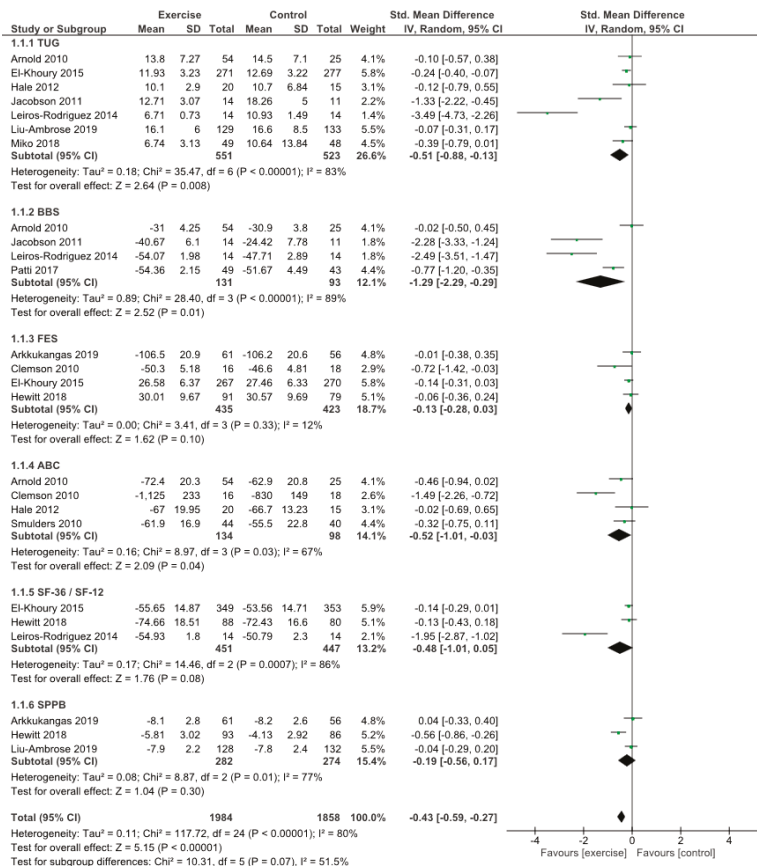 Exercise Control Std. Mean Difference Std. Mean Difference
Study or Subgroup Mean SD Total Mean SD Total Weight IV, Random, 95% CI IV, Random, 95% CI
1.1.1 TUG
Arnold 2010 13.8 7.27 54 14.5 7.1 25 4.1% -0.10 [-0.57, 0.38]
El-Khoury 2015 11.93 3.23 271 12.69 3.22 277 5.8% -0.24 [-0.40, -0.07]
Hale 2012 10.1 2.9 20 10.7 6.84 15 3.0% -0.12 [-0.79, 0.55]
Jacobson 2011 12.71 3.07 14 18.26 5 11 2.2% -1.33 [-2.22, -0.45]
Leiros-Rodriguez 2014 6.71 0.73 14 10.93 1.49 14 1.4% -3.49 [-4.73, -2.26]
Liu-Ambrose 2019 16.1 6 129 16.6 8.5 133 5.4% -0.07 [-0.31, 0.17]
Miko 2018 6.74 3.13 49 10.64 13.84 48 4.6% -0.39 [-0.79, 0.01]
Subtotal (95% CI) 551 523 26.6% -0.51 [-0.88, -0.13]
Heterogeneity: Tau² = 0.18; Chi² = 35.47, df = 6 (P < 0.00001); I² = 83%
Test for overall effect: Z = 2.64 (P = 0.008)
1.1.2 BBS
Arnold 2010 -31 4.25 54 -30.9 3.8 25 4.1% -0.02 [-0.50, 0.45]
Jacobson 2011 -40.67 6.1 14 -24.42 7.78 11 1.8% -2.28 [-3.33, -1.24]
Leiros-Rodriguez 2014 -54.07 1.98 14 -47.71 2.89 14 1.8% -2.49 [-3.51, -1.47]
Patti 2017 -54.36 2.15 49 -51.67 4.49 43 4.4% -0.77 [-1.20, -0.35]
Subtotal (95% CI) 131 93 12.1% -1.29 [-2.29, -0.29]
Heterogeneity: Tau² = 0.89; Chi² = 28.40, df = 3 (P < 0.00001); I² = 89%
Test for overall effect: Z = 2.52 (P = 0.01)
1.1.3 FES
Arkkukangas 2019 -106.5 20.9 61 -106.2 20.6 56 4.8% -0.01 [-0.38, 0.35]
Clemson 2010 -50.3 5.18 16 -46.6 4.81 18 2.9% -0.72 [-1.42, -0.03]
El-Khoury 2015 26.58 6.37 267 27.46 6.33 270 5.8% -0.14 [-0.31, 0.03]
Hewitt 2018 30.01 9.67 91 30.57 9.69 79 5.1% -0.06 [-0.36, 0.24]
Subtotal (95% CI) 435 423 18.7% -0.13 [-0.28, 0.03]
Heterogeneity: Tau² = 0.00; Chi² = 3.41, df = 3 (P = 0.33); I² = 12%
Test for overall effect: Z = 1.62 (P = 0.10)
1.1.4 ABC
Arnold 2010 -72.4 20.3 54 -62.9 20.8 25 4.1% -0.46 [-0.94, 0.02]
Clemson 2010 -1,125 233 16 -830 149 18 2.6% -1.49 [-2.26, -0.72]
Hale 2012 -67 19.95 20 -66.7 13.23 15 3.0% -0.02 [-0.69, 0.65]
Smulders 2010 -61.9 16.9 44 -55.5 22.8 40 4.4% -0.32 [-0.75, 0.11]
Subtotal (95% CI) 134 98 14.1% -0.52 [-1.01, -0.03]
Heterogeneity: Tau² = 0.16; Chi² = 8.97, df = 3 (P = 0.03); I² = 67%
Test for overall effect: Z = 2.09 (P = 0.04)
1.1.5 SF-36 / SF-12
El-Khoury 2015 -55.65 14.87 349 -53.56 14.71 353 5.9% -0.14 [-0.29, 0.01]
Hewitt 2018 -74.66 18.51 88 -72.43 16.6 80 5.1% -0.13 [-0.43, 0.18]
Leiros-Rodriguez 2014 -54.93 1.8 14 -50.79 2.3 14 2.1% -1.95 [-2.87, -1.02]
Subtotal (95% CI) 451 447 13.2% -0.48 [-1.01, 0.05]
Heterogeneity: Tau² = 0.17; Chi² = 14.46, df = 2 (P = 0.0007); I² = 86%
Test for overall effect: Z = 1.76 (P = 0.08)
1.1.6 SPPB
Arkkukangas 2019 -8.1 2.8 61 -8.2 2.6 56 4.8% 0.04 [-0.33, 0.40]
Hewitt 2018 -5.81 3.02 93 -4.13 2.92 86 5.1% -0.56 [-0.86, -0.26]
Liu-Ambrose 2019 -7.9 2.2 128 -7.8 2.4 132 5.4% -0.04 [-0.29, 0.20]
Subtotal (95% CI) 282 274 15.4% -0.19 [-0.56, 0.17]
Heterogeneity: Tau² = 0.08; Chi² = 8.87, df = 2 (P = 0.01); I² = 77%
Test for overall effect: Z = 1.04 (P = 0.30)
Total (95% CI) 1984 1858 100.0% -0.43 [-0.59, -0.27]
Heterogeneity: Tau² = 0.11; Chi² = 117.72, df = 24 (P < 0.00001); I² = 80%
Test for overall effect: Z = 5.15 (P < 0.00001)
Test for subgroup differences: Chi² = 10.31, df = 5 (P = 0.07), I² = 51.5%
-4 -2 0 2 4
Favours [exercise] Favours [control]